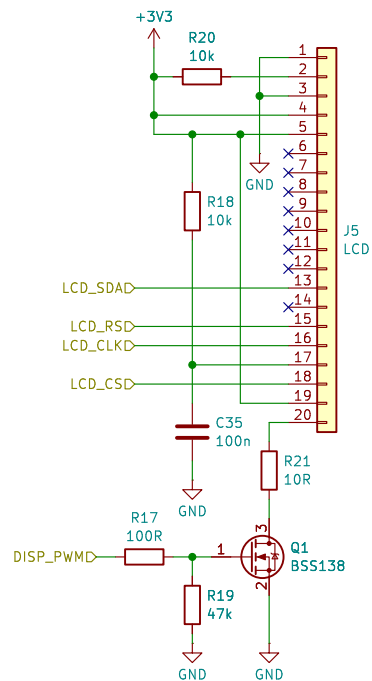 +3V3
R20
10k
1
2
3
4
5
6
7
8
9
10
11
12
13
14
15
16
17
18
19
20
GND
J5
LCD
R18
10k
LCD_SDA
LCD_RS
LCD_CLK
LCD_CS
C35
100n
GND
R21
10R
R17
100R
DISP_PWM
1
3
2
Q1
BSS138
R19
47k
GND
GND